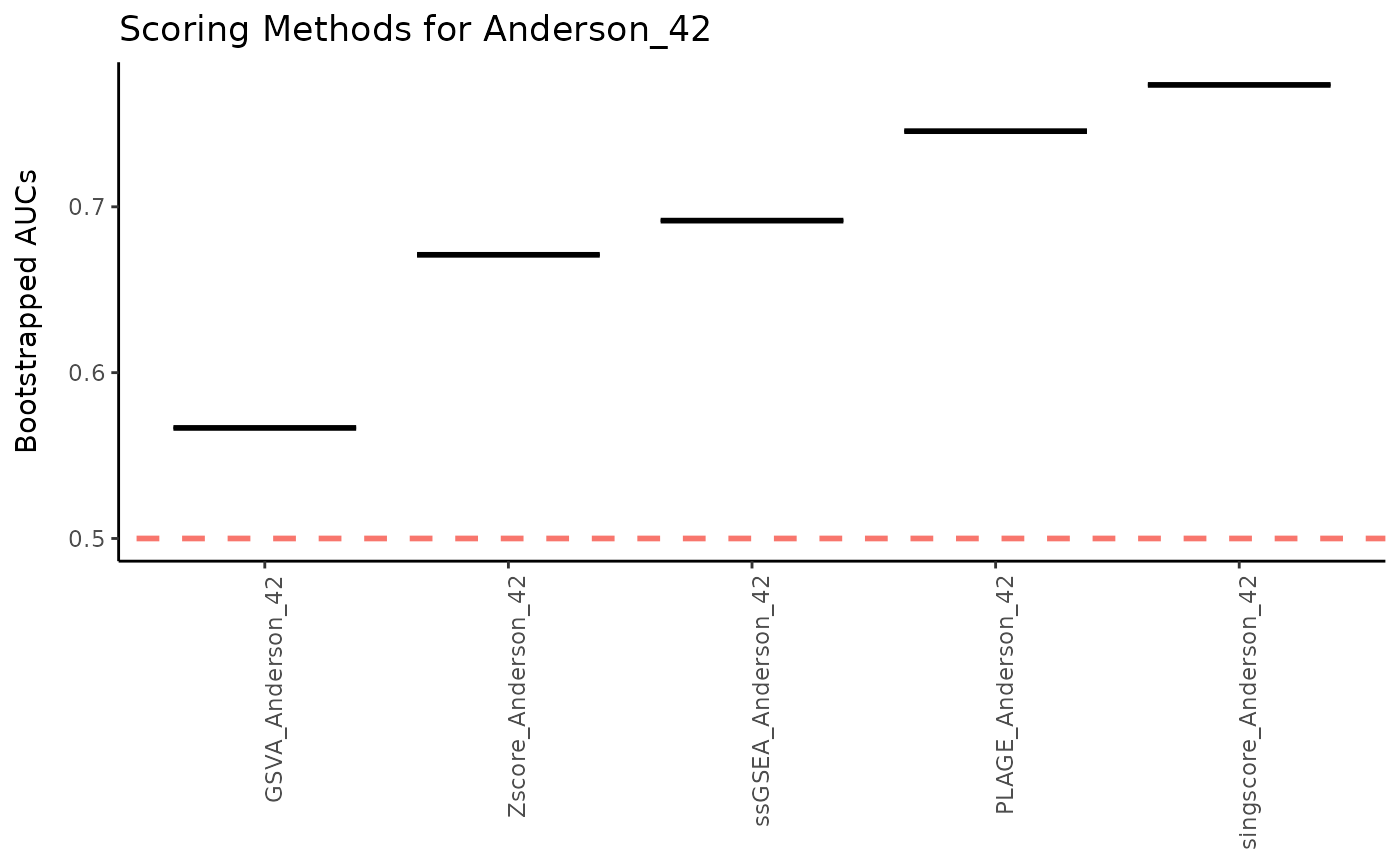 Scoring Methods for Anderson_42
Bootstrapped AUCs
0.7
0.6
0.5
GSVA_Anderson_42
Zscore_Anderson_42
ssGSEA_Anderson_42
PLAGE_Anderson_42
singscore_Anderson_42